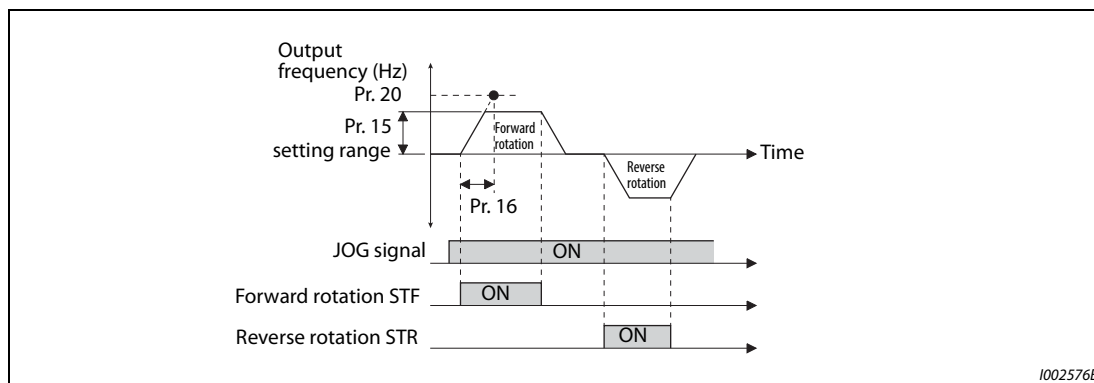 Output
frequency (Hz)
Pr. 20
Pr. 15
setting range
Forward
rotation
Time
Reverse
rotation
Pr. 16
JOG signal
ON
Forward rotation STF
ON
Reverse rotation STR
ON
I002576E